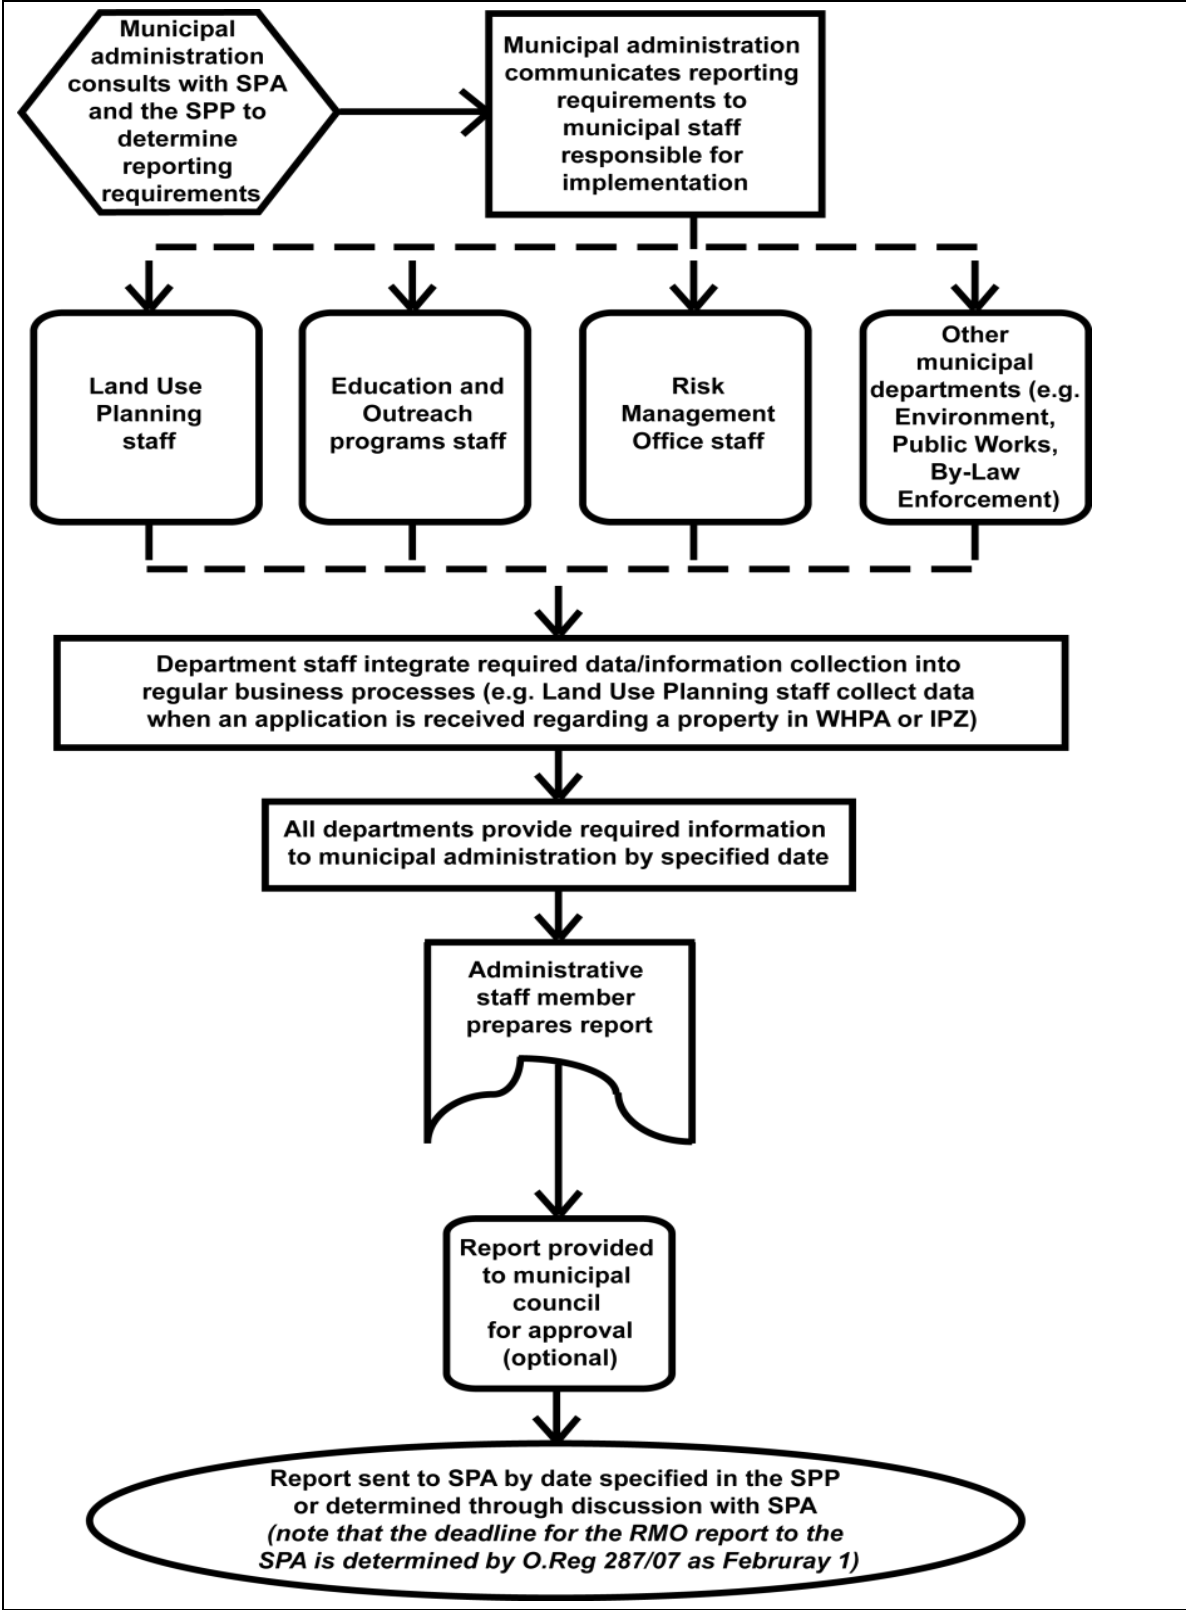 Municipal
administration
consults with SPA
and the SPP to
determine
reporting
requirements
Municipal administration
communicates reporting
requirements to
municipal staff
responsible for
implementation
Land Use
Planning
staff
Education and
Outreach
programs staff
Risk
Management
Office staff
Other
municipal
departments (e.g.
Environment,
Public Works,
By-Law
Enforcement)
Department staff integrate required data/information collection into
regular business processes (e.g. Land Use Planning staff collect data
when an application is received regarding a property in WHPA or IPZ)
All departments provide required information
to municipal administration by specified date
Administrative
staff member
prepares report
Report provided
to municipal
council
for approval
(optional)
Report sent to SPA by date specified in the SPP
or determined through discussion with SPA
(note that the deadline for the RMO report to the
SPA is determined by O.Reg 287/07 as Februray 1)